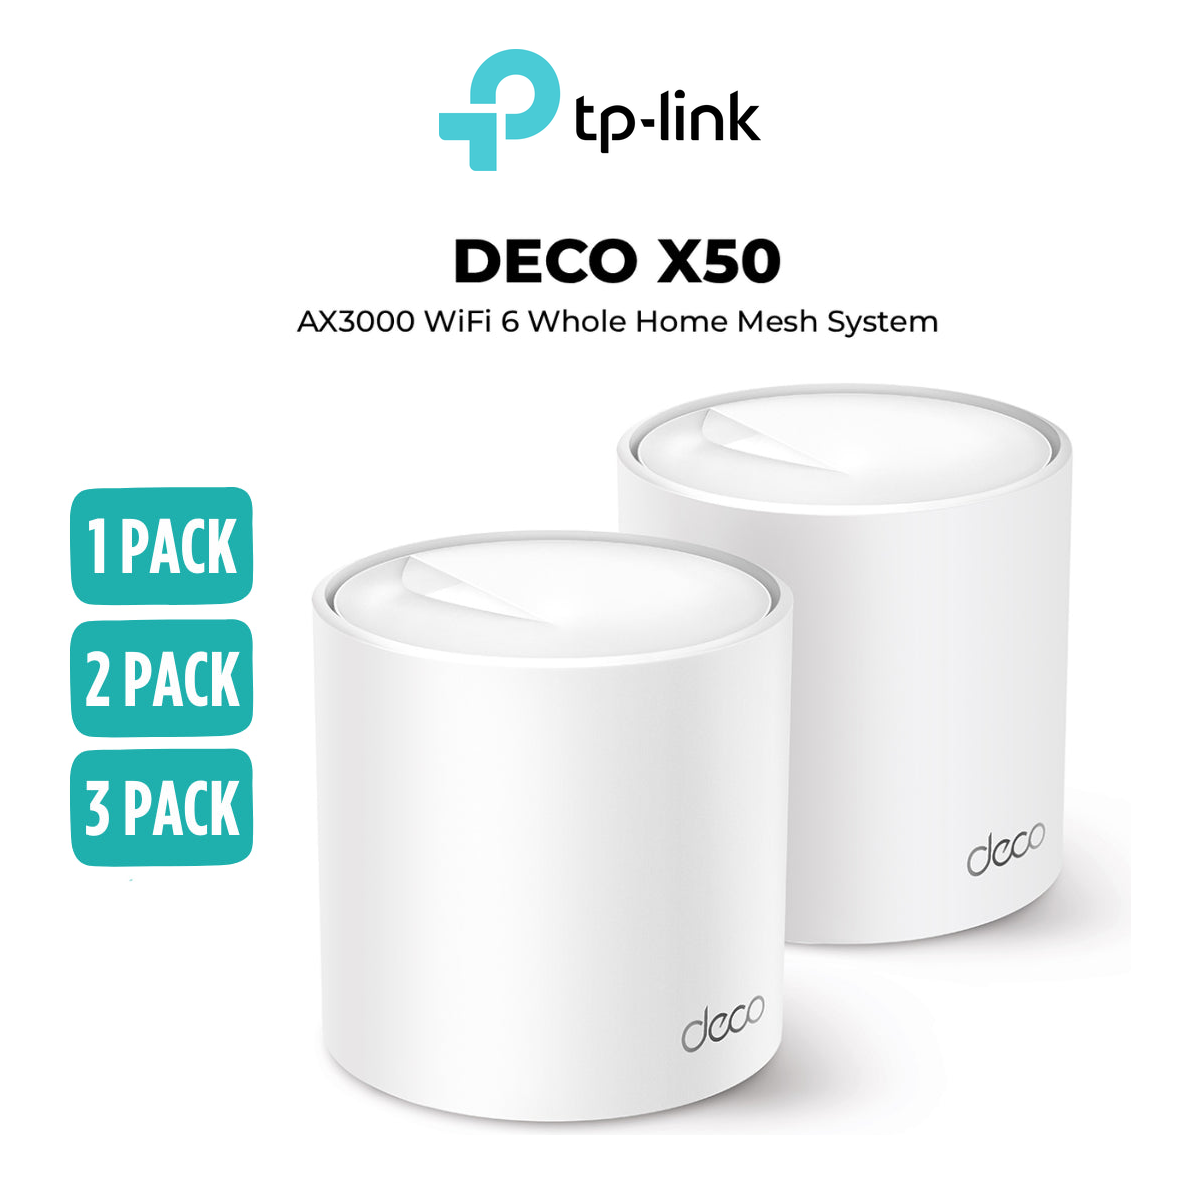 tp-link
DECO X50
AX3000 WiFi 6 Whole Home Mesh System
1 PACK
2 PACK
3 PACK
deco
deco